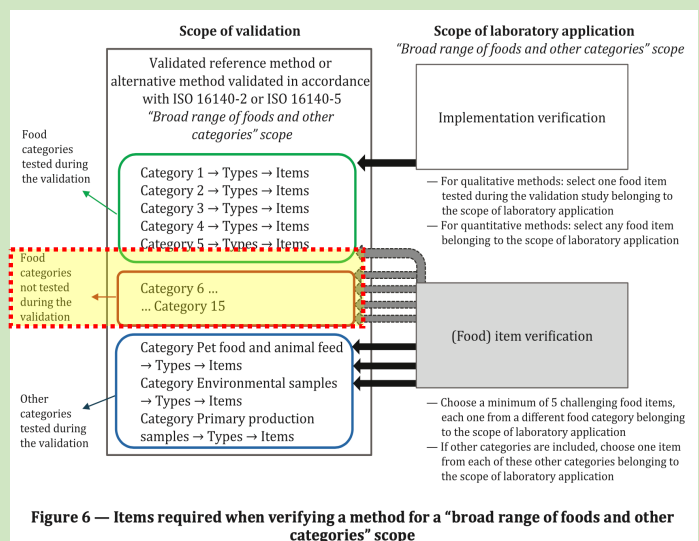 Scope of validation
Validated reference method or
alternative method validated in accordance
with ISO 16140-2 or ISO 16140-5
“Broad range of foods and other
categories” scope
Food
categories
tested during
the validation
Category 1 → Types → Items
Category 2 → Types → Items
Category 3 → Types → Items
Category 4 → Types → Items
Category 5 → Types → Items
Food
categories
not tested
during the
validation
Category 6 ...
... Category 15
Other
categories
tested during
the validation
Category Pet food and animal feed
→ Types → Items
Category Environmental samples
→ Types → Items
Category Primary production
samples → Types → Items
Scope of laboratory application
“Broad range of foods and other categories” scope
Implementation verification
— For qualitative methods: select one food item
tested during the validation study belonging to
the scope of laboratory application
— For quantitative methods: select any food item
belonging to the scope of laboratory application
(Food) item verification
— Choose a minimum of 5 challenging food items,
each one from a different food category belonging
to the scope of laboratory application
— If other categories are included, choose one item
from each of these other categories belonging to
the scope of laboratory application
Figure 6 — Items required when verifying a method for a “broad range of foods and other
categories” scope